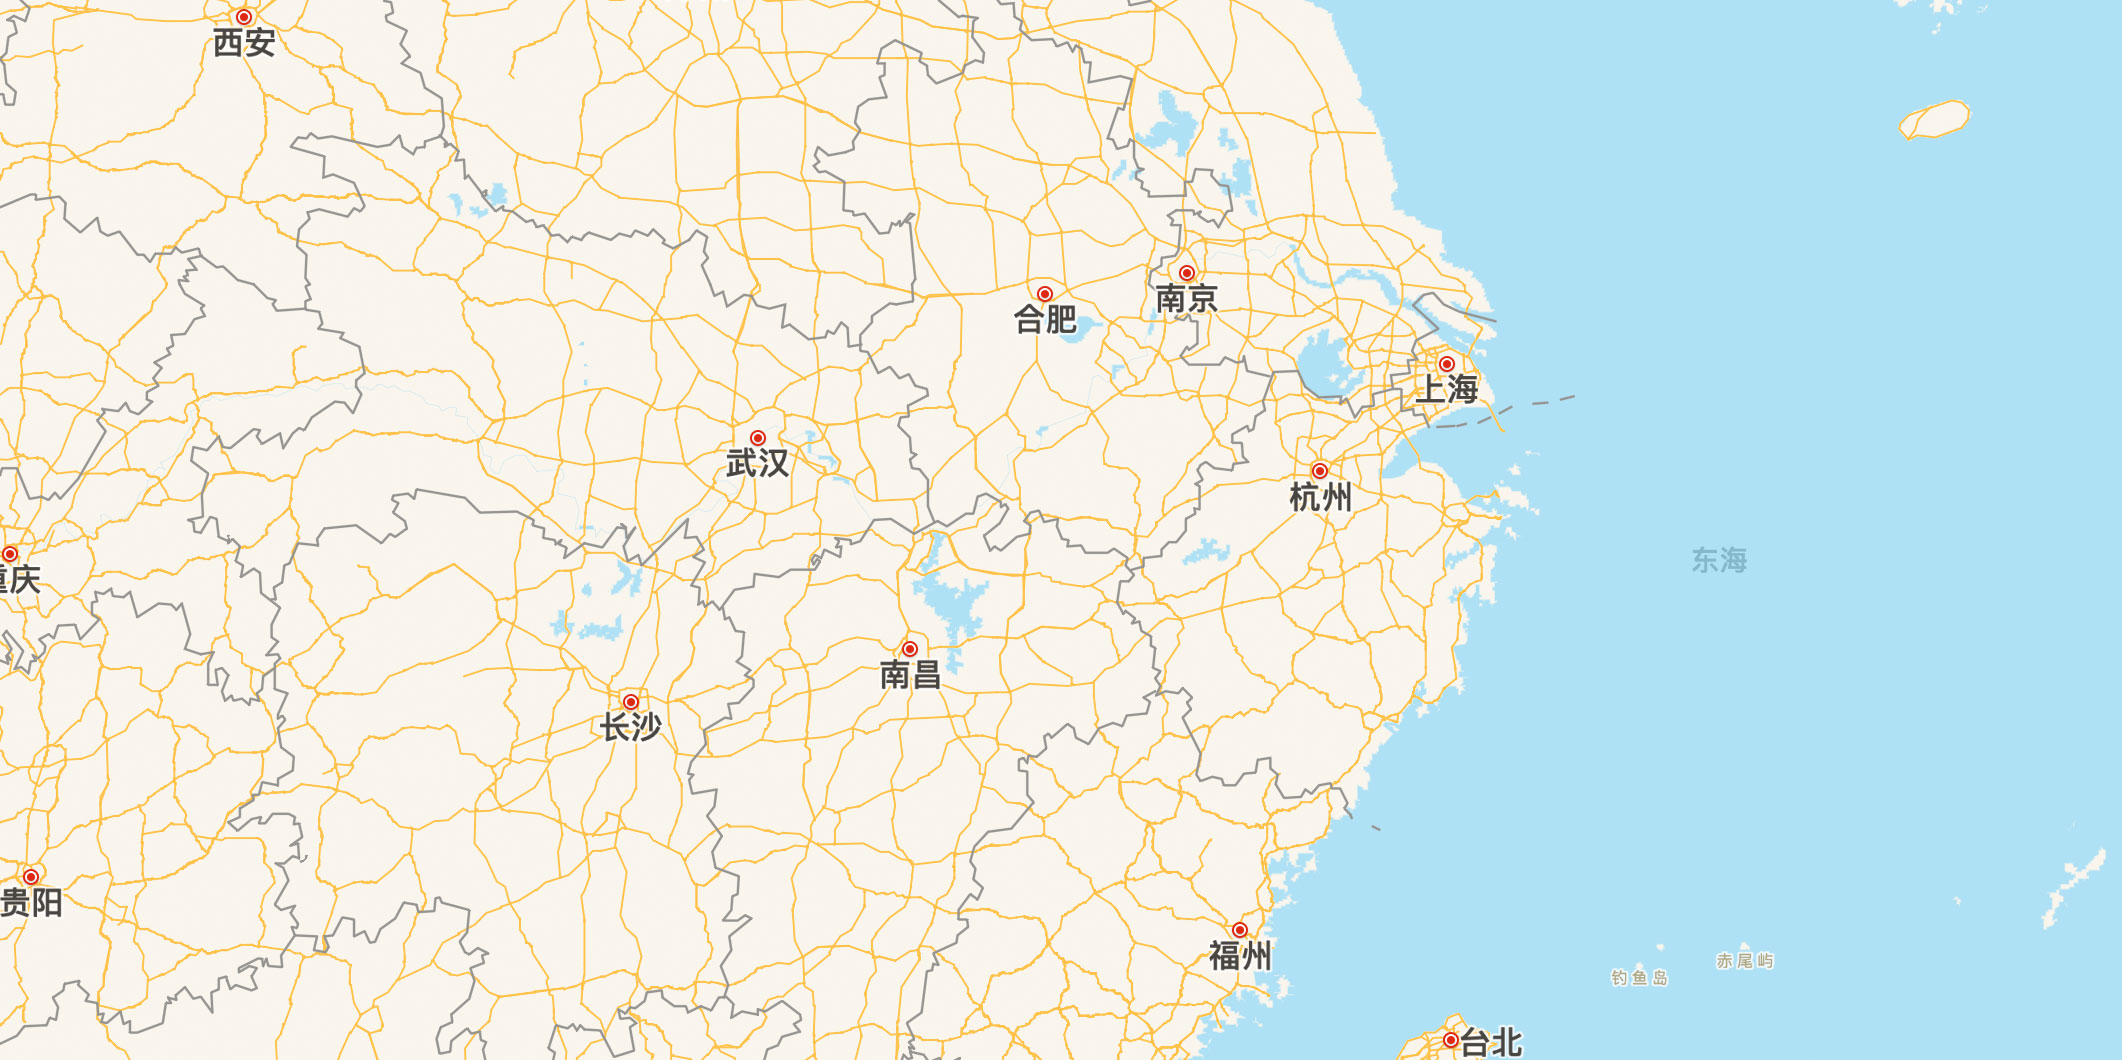 西安
南京
合肥
上海
武汉
杭州
东海
重庆
南昌
长沙
贵阳
福州
赤尾屿
钓鱼岛
台北